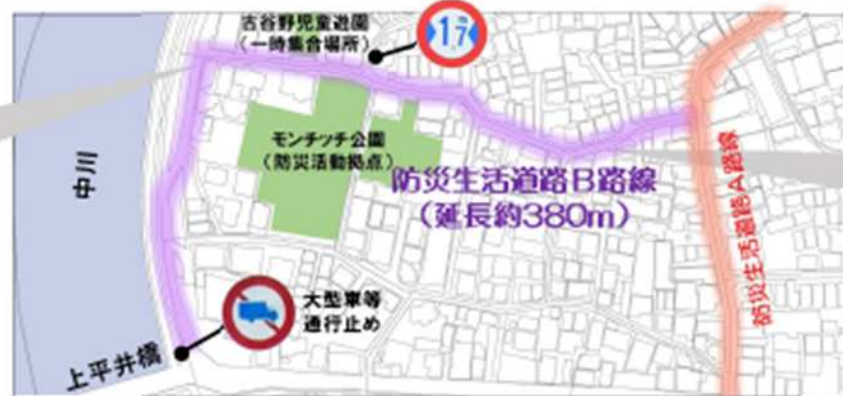 古谷野児童遊園
（一時集合場所）
1.7
モンチッチ公園
（防災活動拠点）
中川
防災生活道路B路線
（延長約380m）
防災生活道路A路線
大型車等
通行止め
上平井橋